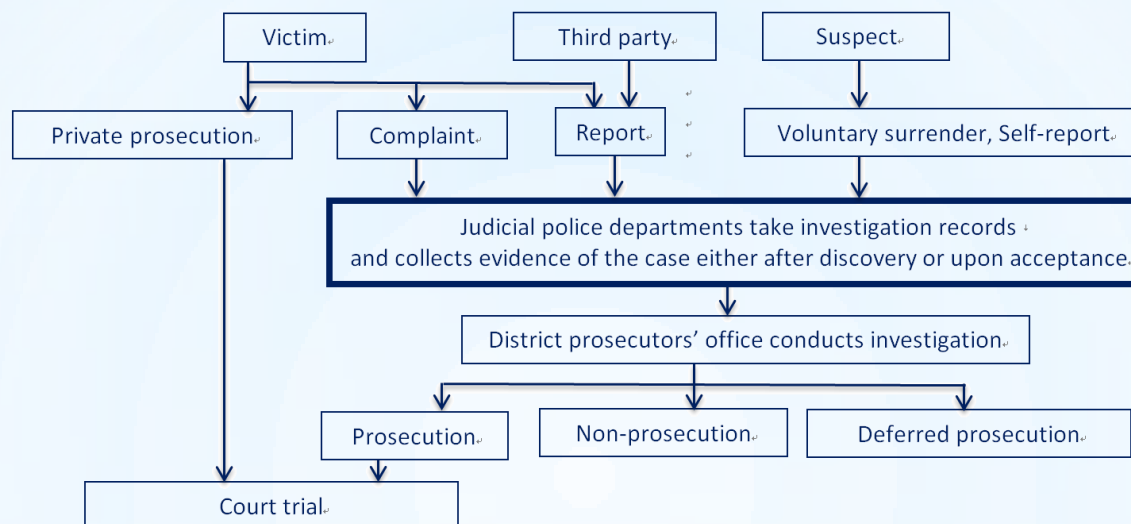 Victim
Third party
Suspect
Private prosecution
Complaint
Report
Voluntary surrender, Self-report
Judicial police departments take investigation records
and collects evidence of the case either after discovery or upon acceptance.
District prosecutors’ office conducts investigation
Prosecution
Non-prosecution
Deferred prosecution
Court trial